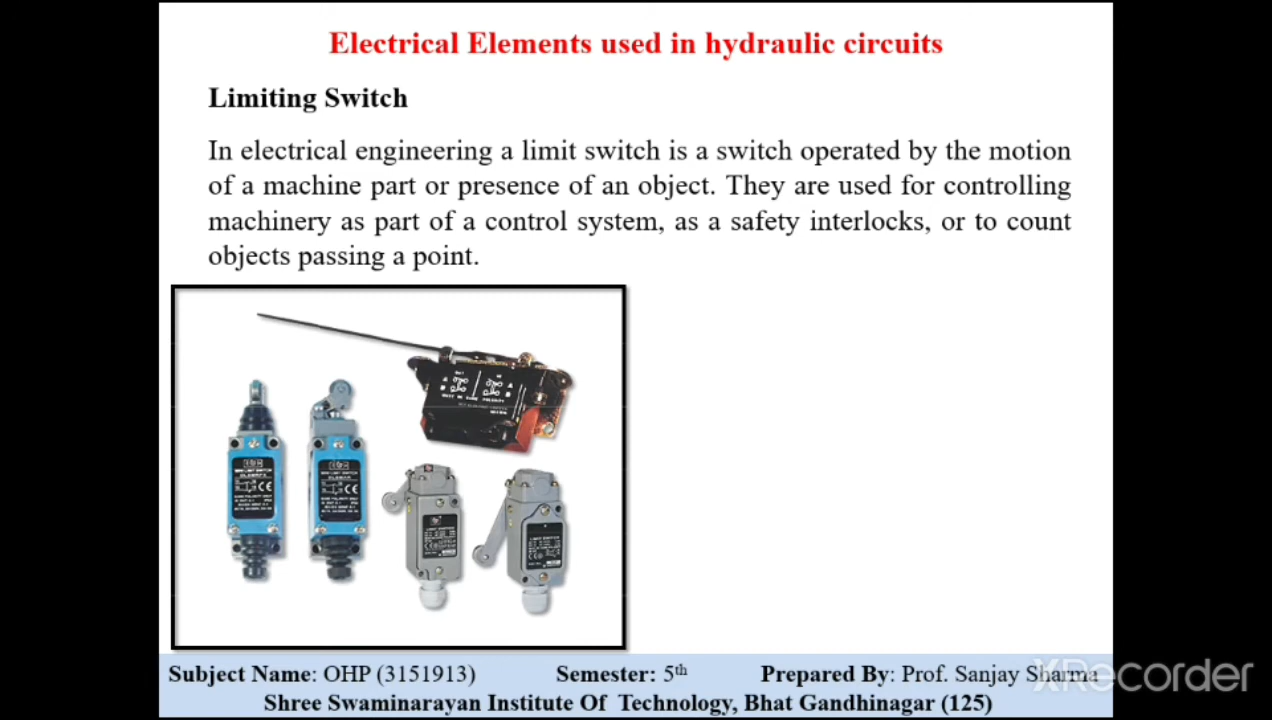 Electrical Elements used in hydraulic circuits
Limiting Switch
In electrical engineering a limit switch is a switch operated by the motion
of a machine part or presence of an object. They are used for controlling
machinery as part of a control system, as a safety interlocks, or to count
objects passing a point.
LIMIT SWITCH
Subject Name: OHP (3151913) Semester: 5th Prepared By: Prof. Sanjay Sharma
XRecorder
Shree Swaminarayan Institute Of Technology, Bhat Gandhinagar (125)